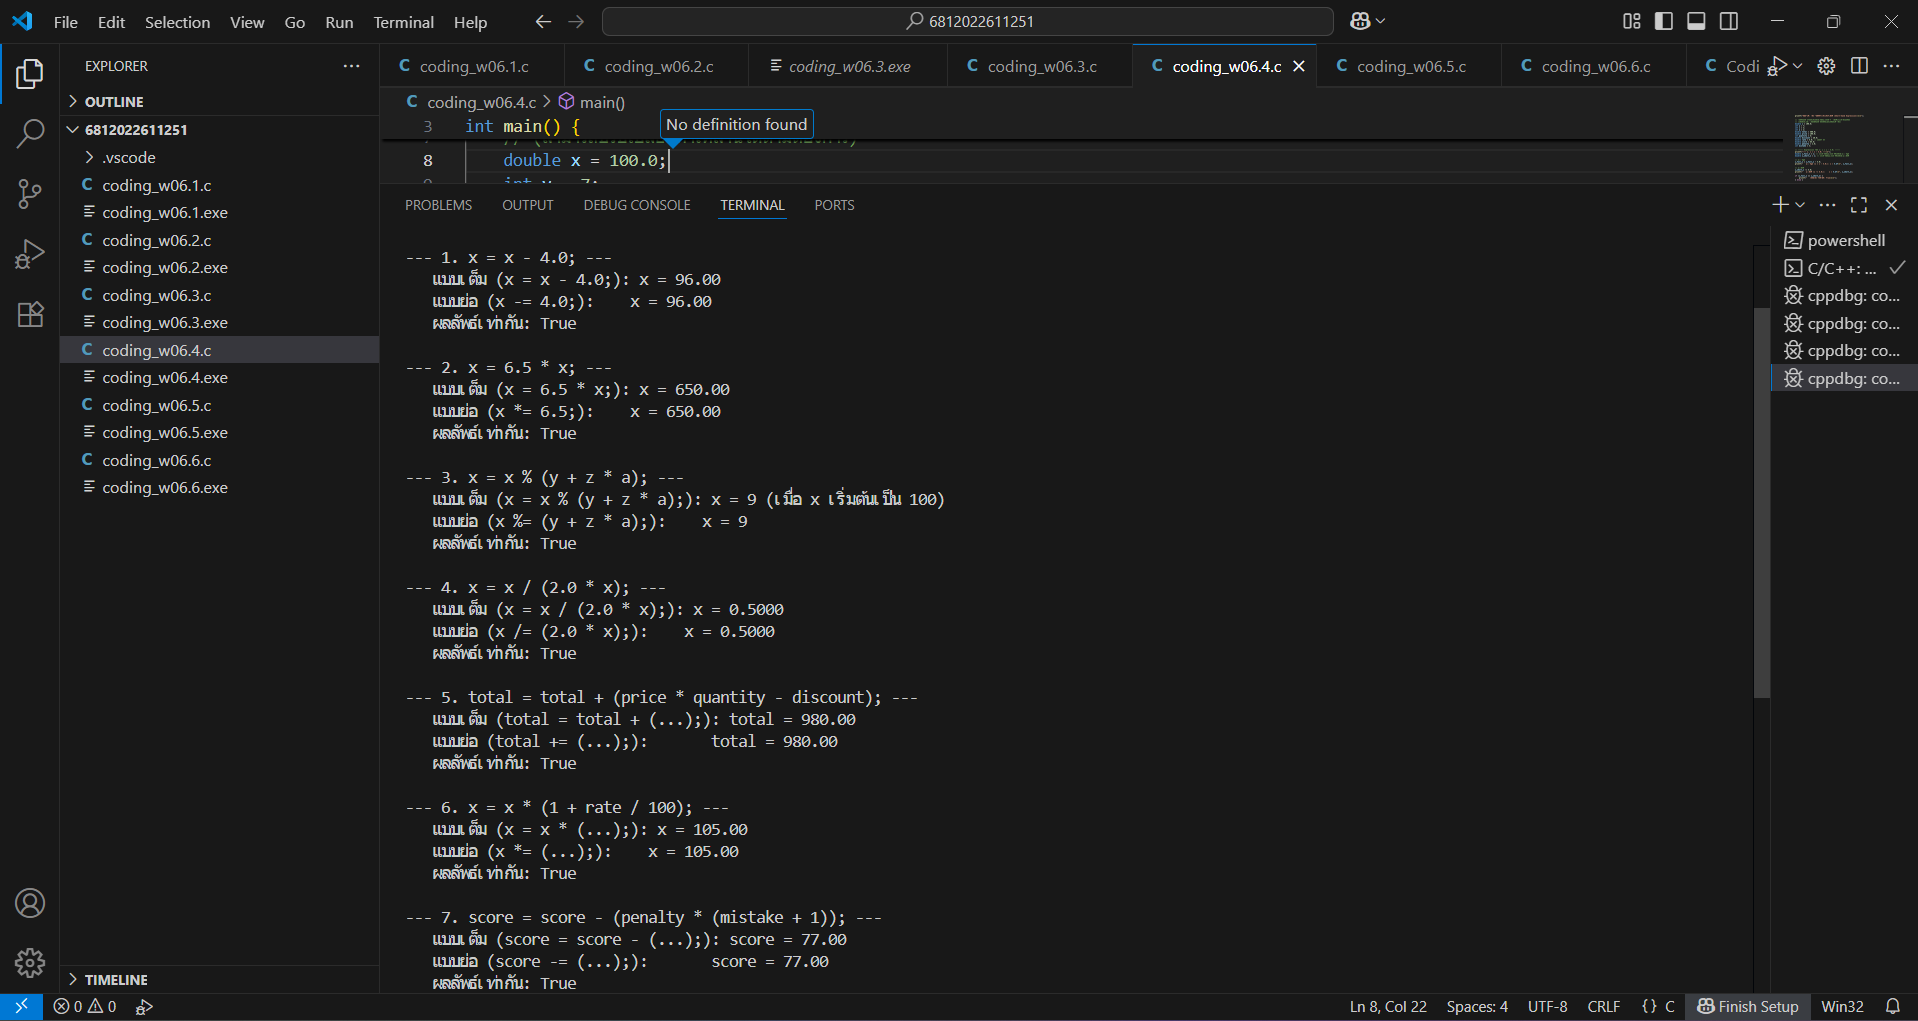 File Edit Selection View Go Run Terminal Help
6812022611251
EXPLORER
OUTLINE
6812022611251
.vscode
C coding_w06.1.c
coding_w06.1.exe
C coding_w06.2.c
coding_w06.2.exe
C coding_w06.3.c
coding_w06.3.exe
C coding_w06.4.c
coding_w06.4.exe
C coding_w06.5.c
coding_w06.5.exe
C coding_w06.6.c
coding_w06.6.exe
TIMELINE
C coding_w06.1.c C coding_w06.2.c coding_w06.3.exe C coding_w06.3.c C coding_w06.4.c C coding_w06.5.c C coding_w06.6.c C Codi
C coding_w06.4.c > main()
No definition found
3 int main() {
8 double x = 100.0;
PROBLEMS OUTPUT DEBUG CONSOLE TERMINAL PORTS
--- 1. x = x - 4.0; ---
แบบเต็ม (x = x - 4.0;): x = 96.00
แบบย่อ (x -= 4.0;): x = 96.00
ผลลัพธ์เท่ากัน: True
--- 2. x = 6.5 * x; ---
แบบเต็ม (x = 6.5 * x;): x = 650.00
แบบย่อ (x *= 6.5;): x = 650.00
ผลลัพธ์เท่ากัน: True
--- 3. x = x % (y + z * a); ---
แบบเต็ม (x = x % (y + z * a);): x = 9 (เมื่อ x เริ่มต้นเป็น 100)
แบบย่อ (x %= (y + z * a);): x = 9
ผลลัพธ์เท่ากัน: True
--- 4. x = x / (2.0 * x); ---
แบบเต็ม (x = x / (2.0 * x);): x = 0.5000
แบบย่อ (x /= (2.0 * x);): x = 0.5000
ผลลัพธ์เท่ากัน: True
--- 5. total = total + (price * quantity - discount); ---
แบบเต็ม (total = total + (...);): total = 980.00
แบบย่อ (total += (...);): total = 980.00
ผลลัพธ์เท่ากัน: True
--- 6. x = x * (1 + rate / 100); ---
แบบเต็ม (x = x * (...);): x = 105.00
แบบย่อ (x *= (...);): x = 105.00
ผลลัพธ์เท่ากัน: True
--- 7. score = score - (penalty * (mistake + 1)); ---
แบบเต็ม (score = score - (...);): score = 77.00
แบบย่อ (score -= (...);): score = 77.00
ผลลัพธ์เท่ากัน: True
powershell
C/C++: ...
cppdbg: co...
cppdbg: co...
cppdbg: co...
cppdbg: co...
0 0
Ln 8, Col 22 Spaces: 4 UTF-8 CRLF {} C Finish Setup Win32